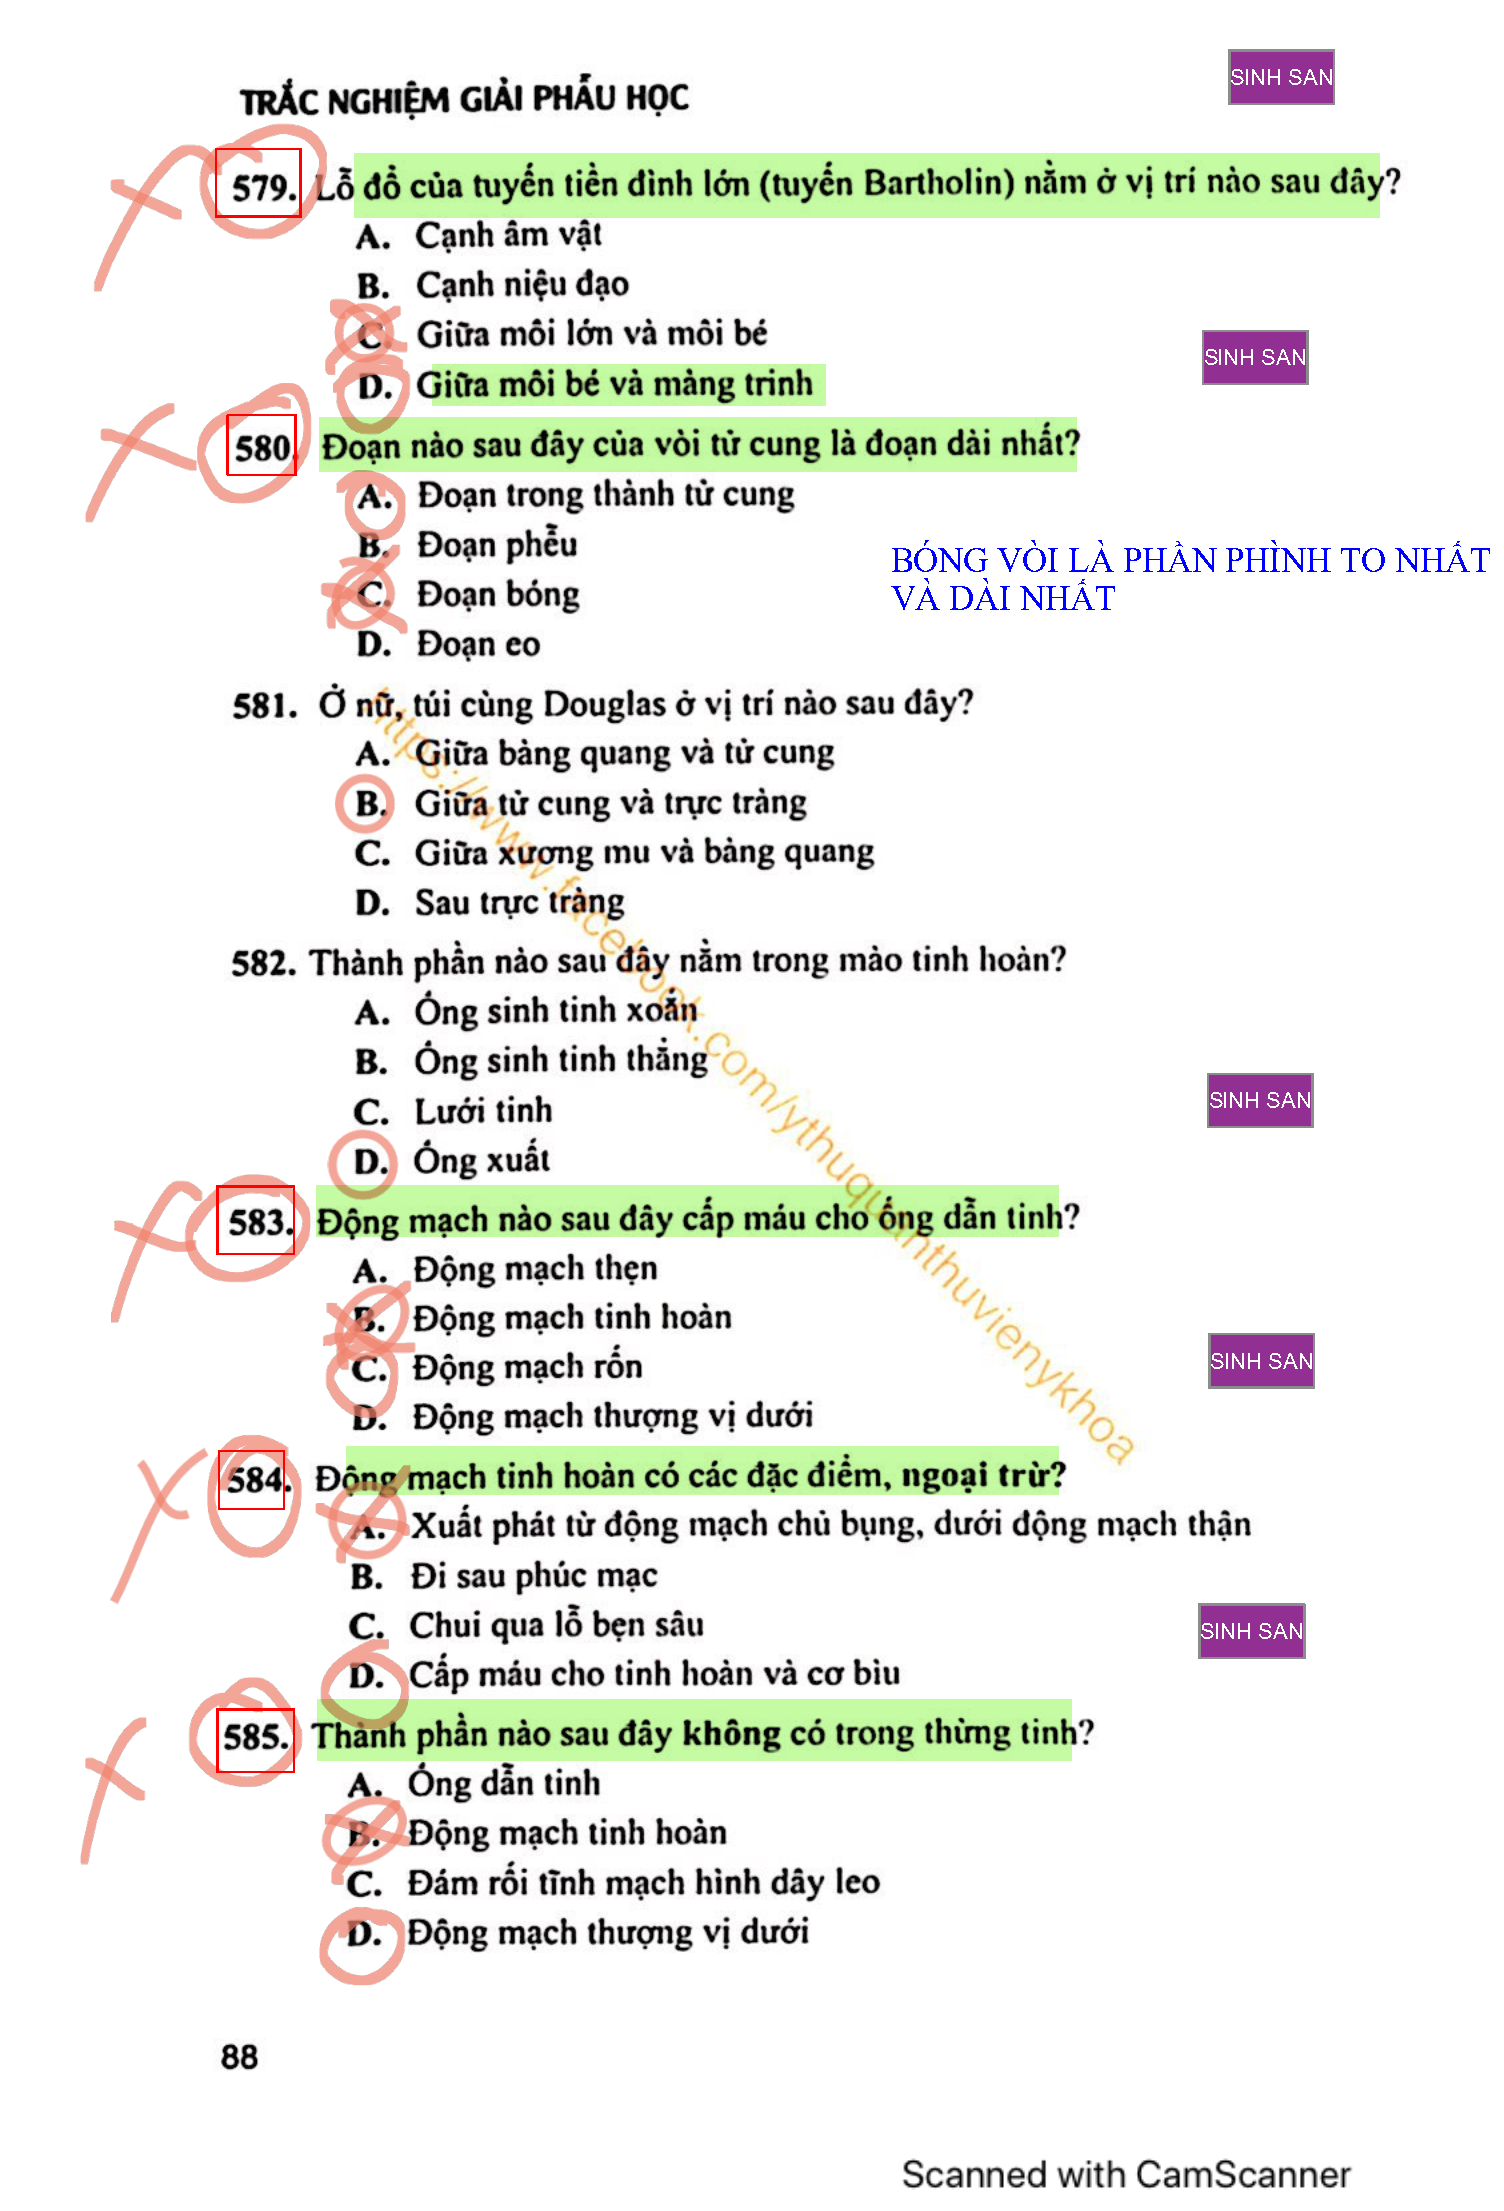 TRẮC NGHIỆM GIẢI PHẪU HỌC
SINH SAN
579. Lỗ đổ của tuyến tiền đình lớn (tuyến Bartholin) nằm ở vị trí nào sau đây?
A. Cạnh âm vật
B. Cạnh niệu đạo
C. Giữa môi lớn và môi bé
SINH SAN
D. Giữa môi bé và màng trinh
580. Đoạn nào sau đây của vòi tử cung là đoạn dài nhất?
A. Đoạn trong thành tử cung
B. Đoạn phễu
BÓNG VÒI LÀ PHẦN PHÌNH TO NHẤT
VÀ DÀI NHẤT
C. Đoạn bóng
D. Đoạn eo
581. Ở nữ, túi cùng Douglas ở vị trí nào sau đây?
A. Giữa bàng quang và tử cung
B. Giữa tử cung và trực tràng
C. Giữa xương mu và bàng quang
D. Sau trực tràng
582. Thành phần nào sau đây nằm trong mào tinh hoàn?
A. Ống sinh tinh xoắn
B. Ống sinh tinh thẳng
C. Lưới tinh
SINH SAN
D. Ống xuất
583. Động mạch nào sau đây cấp máu cho ống dẫn tinh?
A. Động mạch thẹn
B. Động mạch tinh hoàn
C. Động mạch rốn
SINH SAN
D. Động mạch thượng vị dưới
584. Động mạch tinh hoàn có các đặc điểm, ngoại trừ?
A. Xuất phát từ động mạch chủ bụng, dưới động mạch thận
B. Đi sau phúc mạc
C. Chui qua lỗ bẹn sâu
SINH SAN
D. Cấp máu cho tinh hoàn và cơ bìu
585. Thành phần nào sau đây không có trong thừng tinh?
A. Ống dẫn tinh
B. Động mạch tinh hoàn
C. Đám rối tĩnh mạch hình dây leo
D. Động mạch thượng vị dưới
https://www.facebook.com/ythuquanthuvienykhoa
88
Scanned with CamScanner